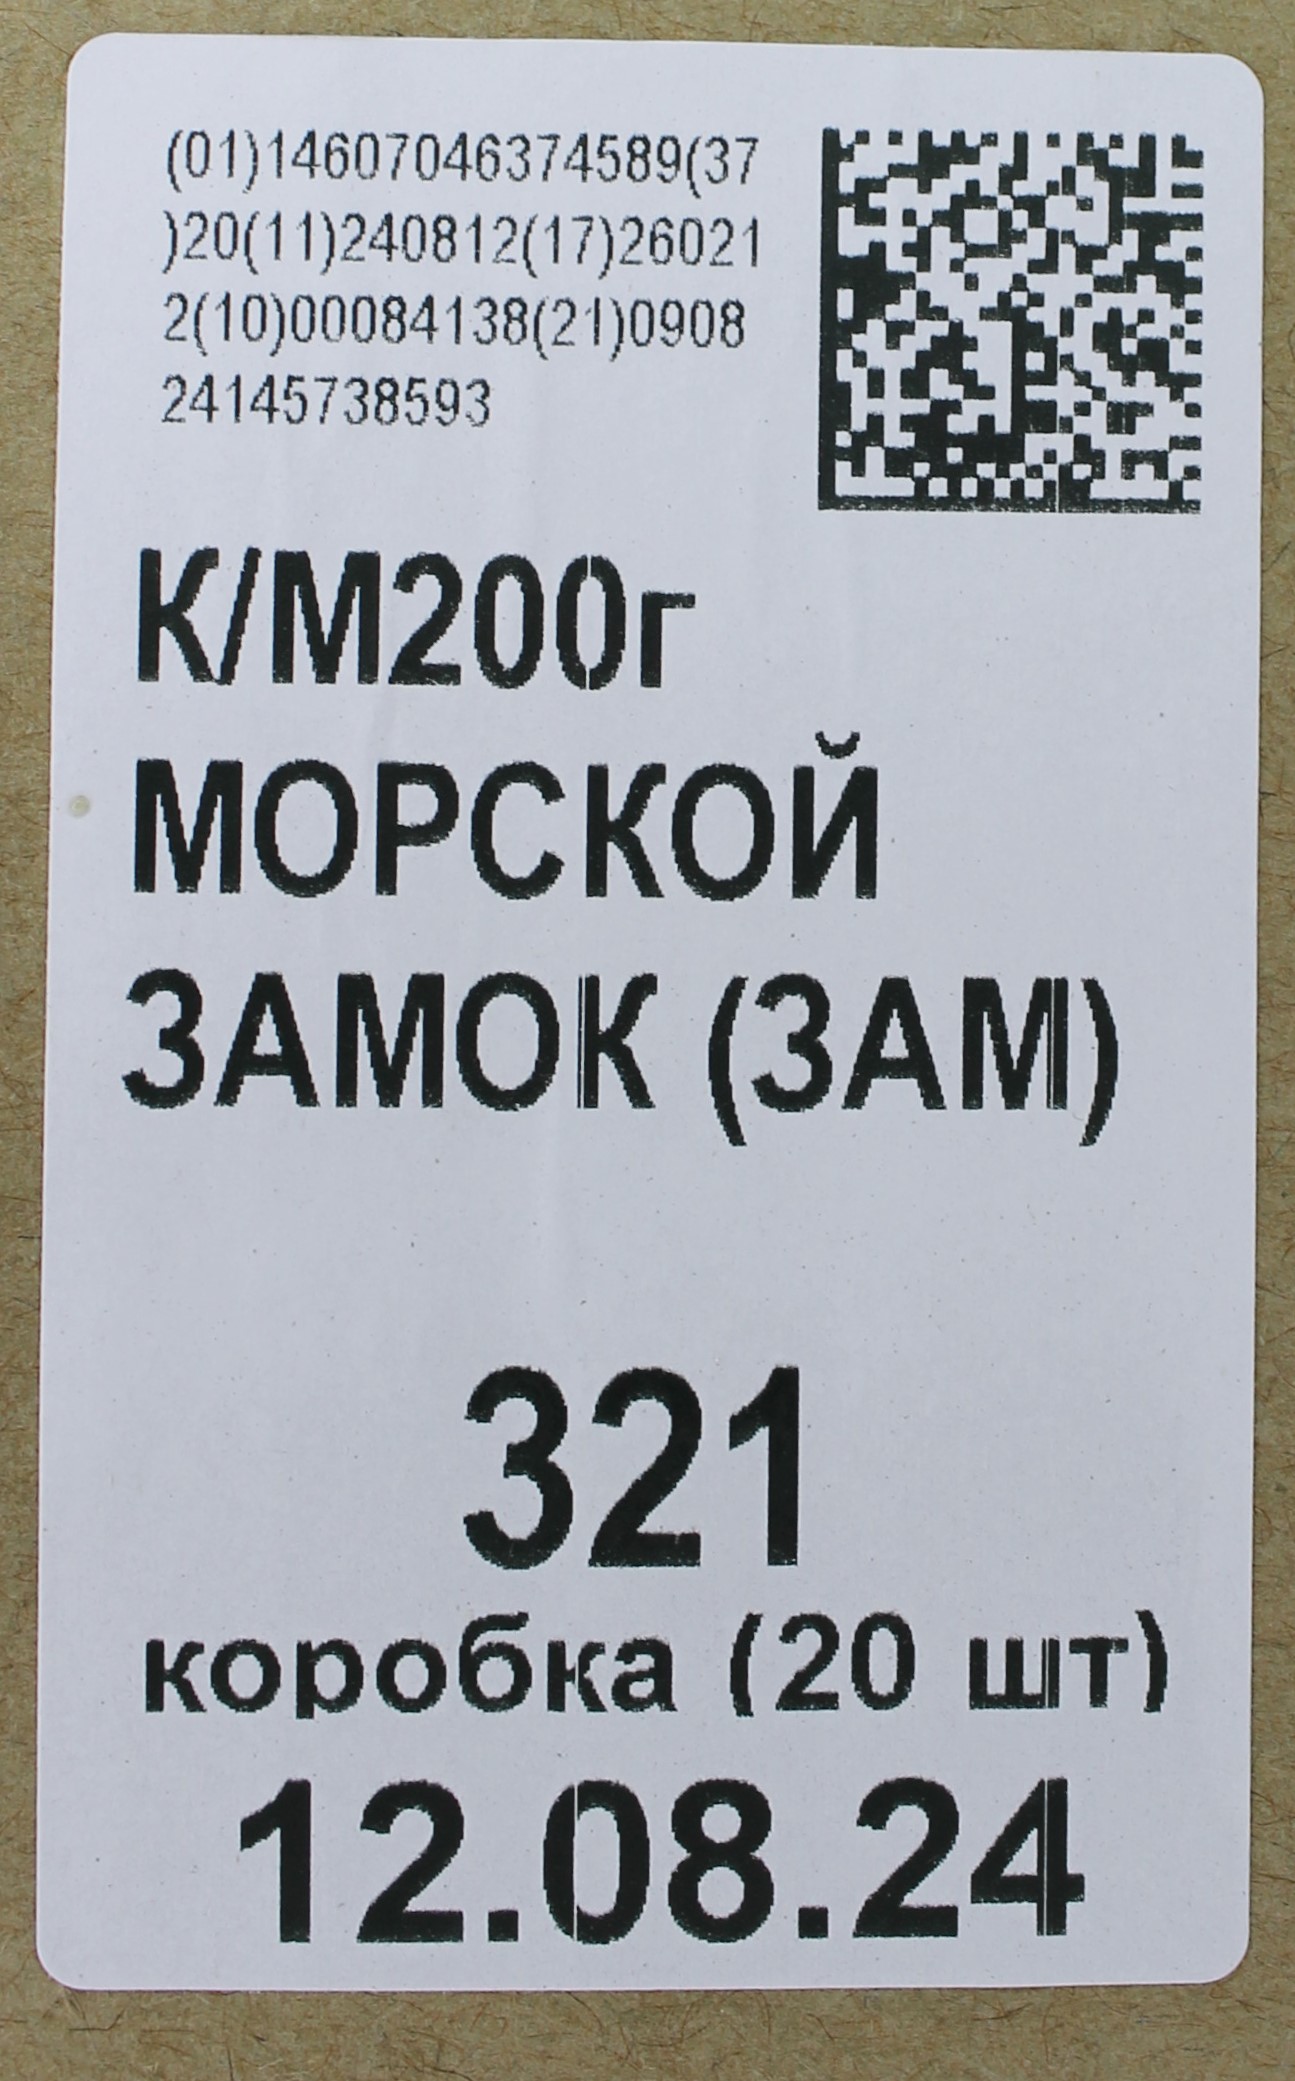 (01)14607046374589(37
)20(11)240812(17)26021
2(10)00084138(21)0908
24145738593
К/М200г
МОРСКОЙ
ЗАМОК (ЗАМ)
321
коробка (20 шт)
12.08.24